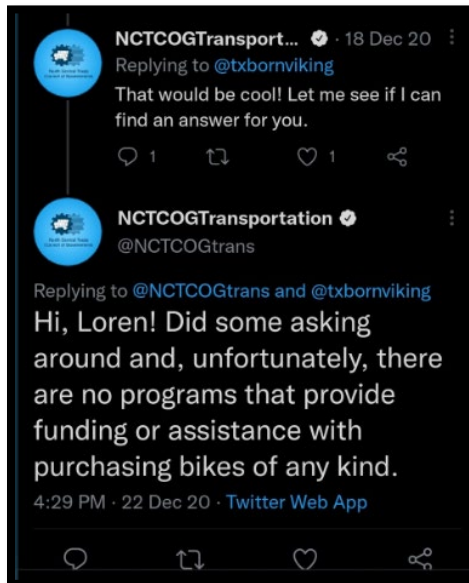 NCTCOGTransport... · 18 Dec 20
Replying to @txbornviking
That would be cool! Let me see if I can
find an answer for you.
1 1
NCTCOGTransportation
@NCTCOGtrans
Replying to @NCTCOGtrans and @txbornviking
Hi, Loren! Did some asking
around and, unfortunately, there
are no programs that provide
funding or assistance with
purchasing bikes of any kind.
4:29 PM · 22 Dec 20 · Twitter Web App